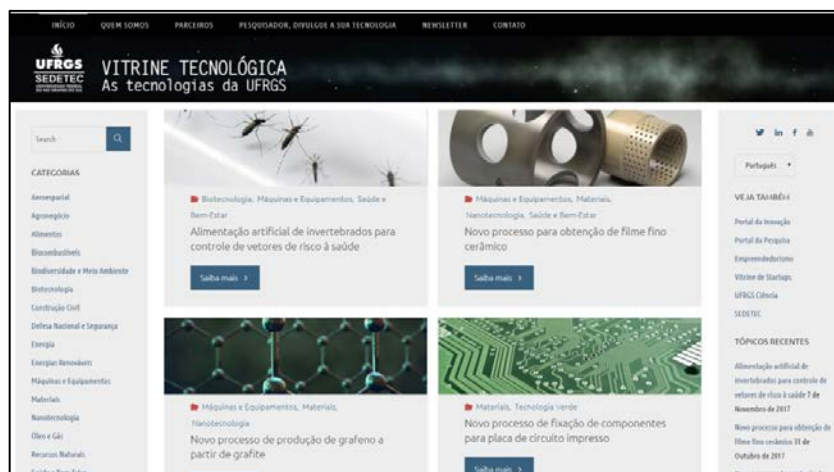 INÍCIO QUEM SOMOS PARCEIROS PESQUISADOR, DIVULGUE A SUA TECNOLOGIA NEWSLETTER CONTATO
UFRGS
SEDETEC
VITRINE TECNOLÓGICA
As tecnologias da UFRGS
Search
CATEGORIAS
Aeroespacial
Agronegócio
Alimentos
Biocombustíveis
Biodiversidade e Meio Ambiente
Biotecnologia
Construção Civil
Defesa Nacional e Segurança
Energia
Energias Renováveis
Máquinas e Equipamentos
Materiais
Nanotecnologia
Óleo e Gás
Recursos Naturais
Saúde e Bem-Estar
Biotecnologia, Máquinas e Equipamentos, Saúde e
Bem-Estar
Alimentação artificial de invertebrados para
controle de vetores de risco à saúde
Saiba mais >
Máquinas e Equipamentos, Materiais,
Nanotecnologia, Saúde e Bem-Estar
Novo processo para obtenção de filme fino
cerâmico
Saiba mais >
Máquinas e Equipamentos, Materiais,
Nanotecnologia
Novo processo de produção de grafeno a
partir de grafite
Materiais, Tecnologia Verde
Novo processo de fixação de componentes
para placa de circuito impresso
Saiba mais >
Português
VEJA TAMBÉM
Portal da Inovação
Portal da Pesquisa
Empreendedorismo
Vitrine de Startups
UFRGS Ciência
SEDETEC
TÓPICOS RECENTES
Alimentação artificial de
invertebrados para controle de
vetores de risco à saúde 7 de
Novembro de 2017
Novo processo para obtenção de
filme fino cerâmico 31 de
Outubro de 2017